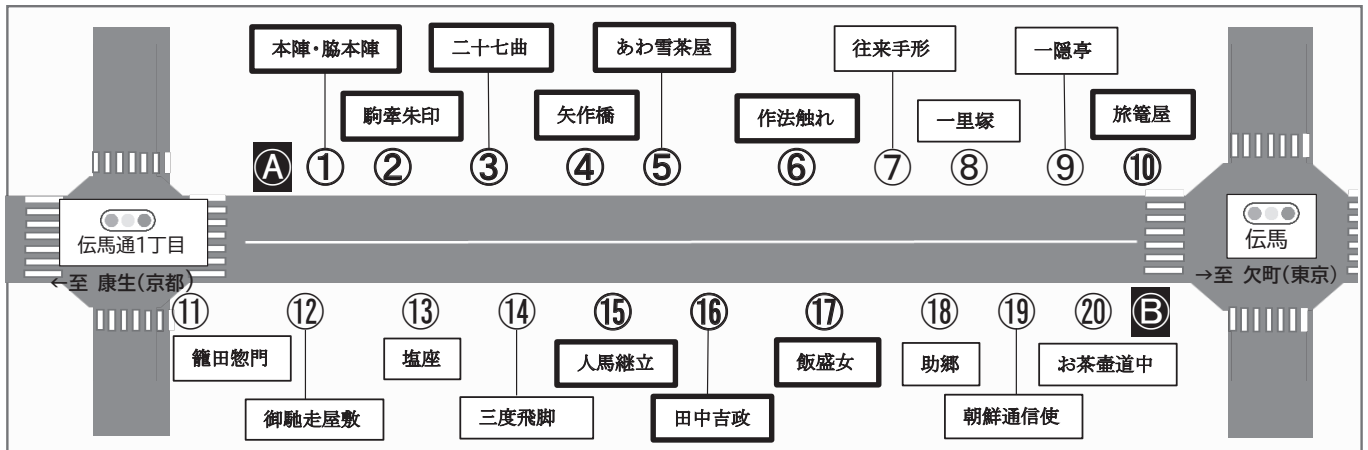 本陣・脇本陣
二十七曲
あわ雪茶屋
往来手形
一隠亭
駒牽朱印
矢作橋
作法触れ
一里塚
旅篭屋
A ① ② ③ ④ ⑤ ⑥ ⑦ ⑧ ⑨ ⑩
伝馬通1丁目
伝馬
←至 康生(京都)
→至 欠町(東京)
⑪ ⑫ ⑬ ⑭ ⑮ ⑯ ⑰ ⑱ ⑲ ⑳ B
籠田惣門
塩座
人馬継立
飯盛女
助郷
お茶壷道中
御馳走屋敷
三度飛脚
田中吉政
朝鮮通信使